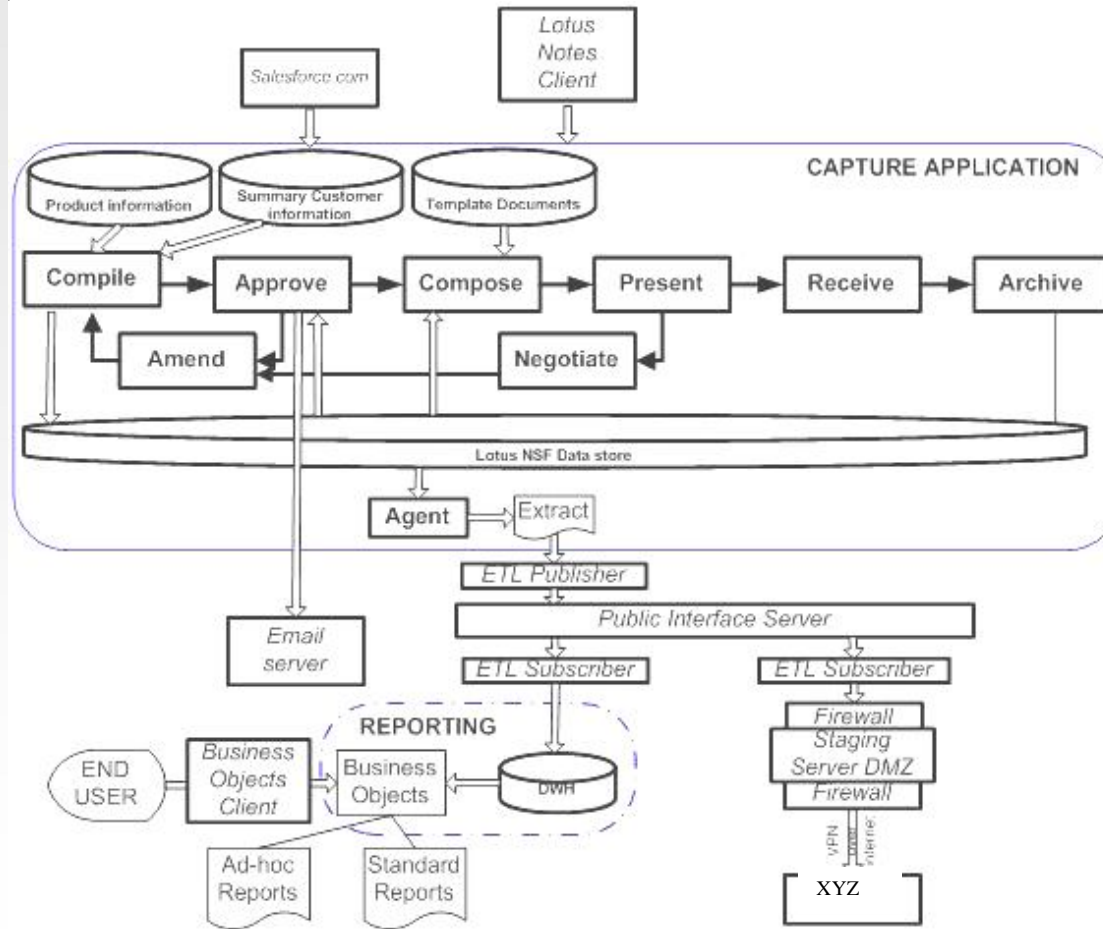 Lotus
Notes
Client
Salesforce.com
CAPTURE APPLICATION
Product information
Summary Customer
information
Template Documents
Compile
Approve
Compose
Present
Receive
Archive
Amend
Negotiate
Lotus NSF Data store
Agent
Extract
ETL Publisher
Public Interface Server
Email
server
ETL Subscriber
ETL Subscriber
REPORTING
Firewall
Staging
Server DMZ
Firewall
END
USER
Business
Objects
Client
Business
Objects
DWH
VPN
over
Internet
Ad-hoc
Reports
Standard
Reports
XYZ